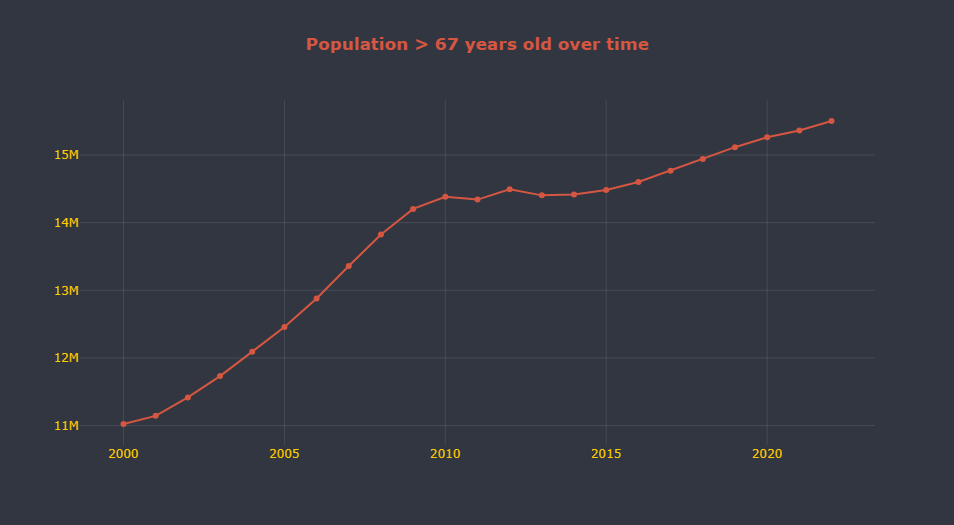 Population > 67 years old over time
15M
14M
13M
12M
11M
2000 2005 2010 2015 2020